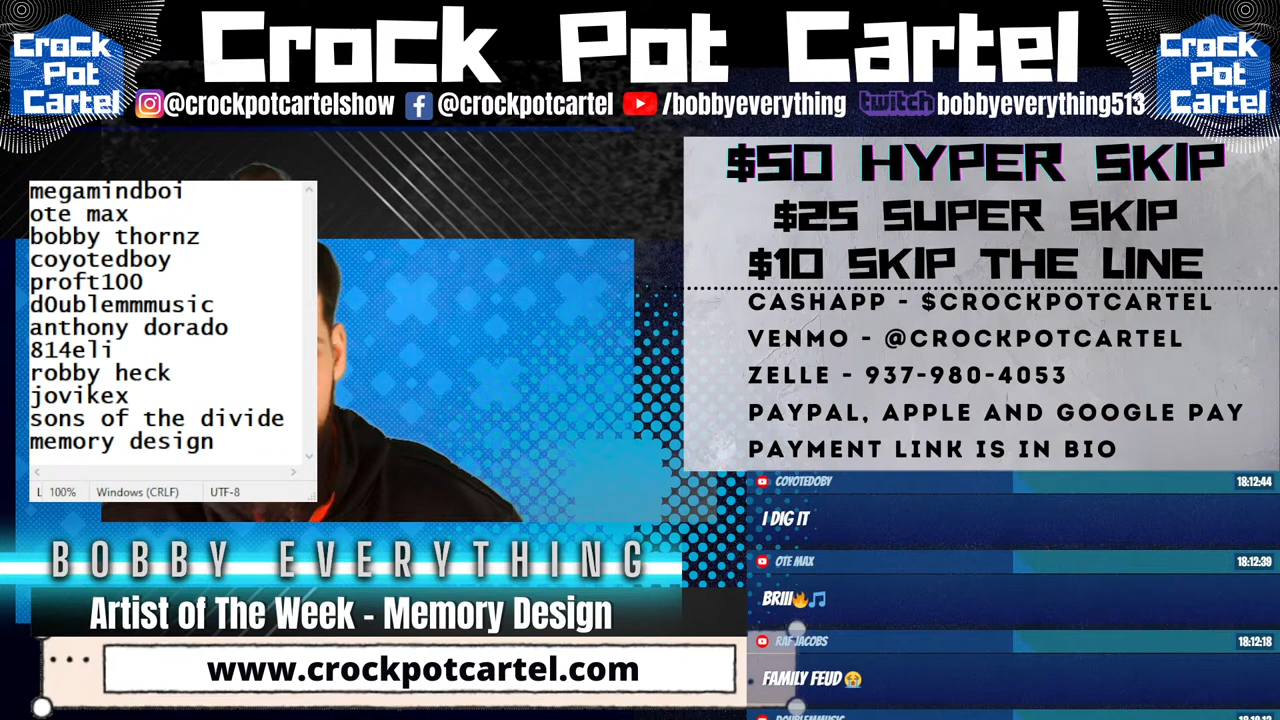 Crock Pot Cartel
Crock
Pot
Cartel
Crock
Pot
Cartel
@crockpotcartelshow @crockpotcartel /bobbyeverything twitch bobbyeverything513
megamindboi
ote max
bobby thornz
coyotedboy
proft100
d0ublemmmusic
anthony dorado
814eli
robby heck
jovikex
sons of the divide
memory design
100% Windows (CRLF) UTF-8
$50 HYPER SKIP
$25 SUPER SKIP
$10 SKIP THE LINE
CASHAPP - $CROCKPOTCARTEL
VENMO - @CROCKPOTCARTEL
ZELLE - 937-980-4053
PAYPAL, APPLE AND GOOGLE PAY
PAYMENT LINK IS IN BIO
COYOTEDOBY 18:12:44
I DIG IT
OTE MAX 18:12:39
BRIII🔥🎵
RAF JACOBS 18:12:18
FAMILY FEUD 😭
BOBBY EVERYTHING
Artist of The Week - Memory Design
www.crockpotcartel.com